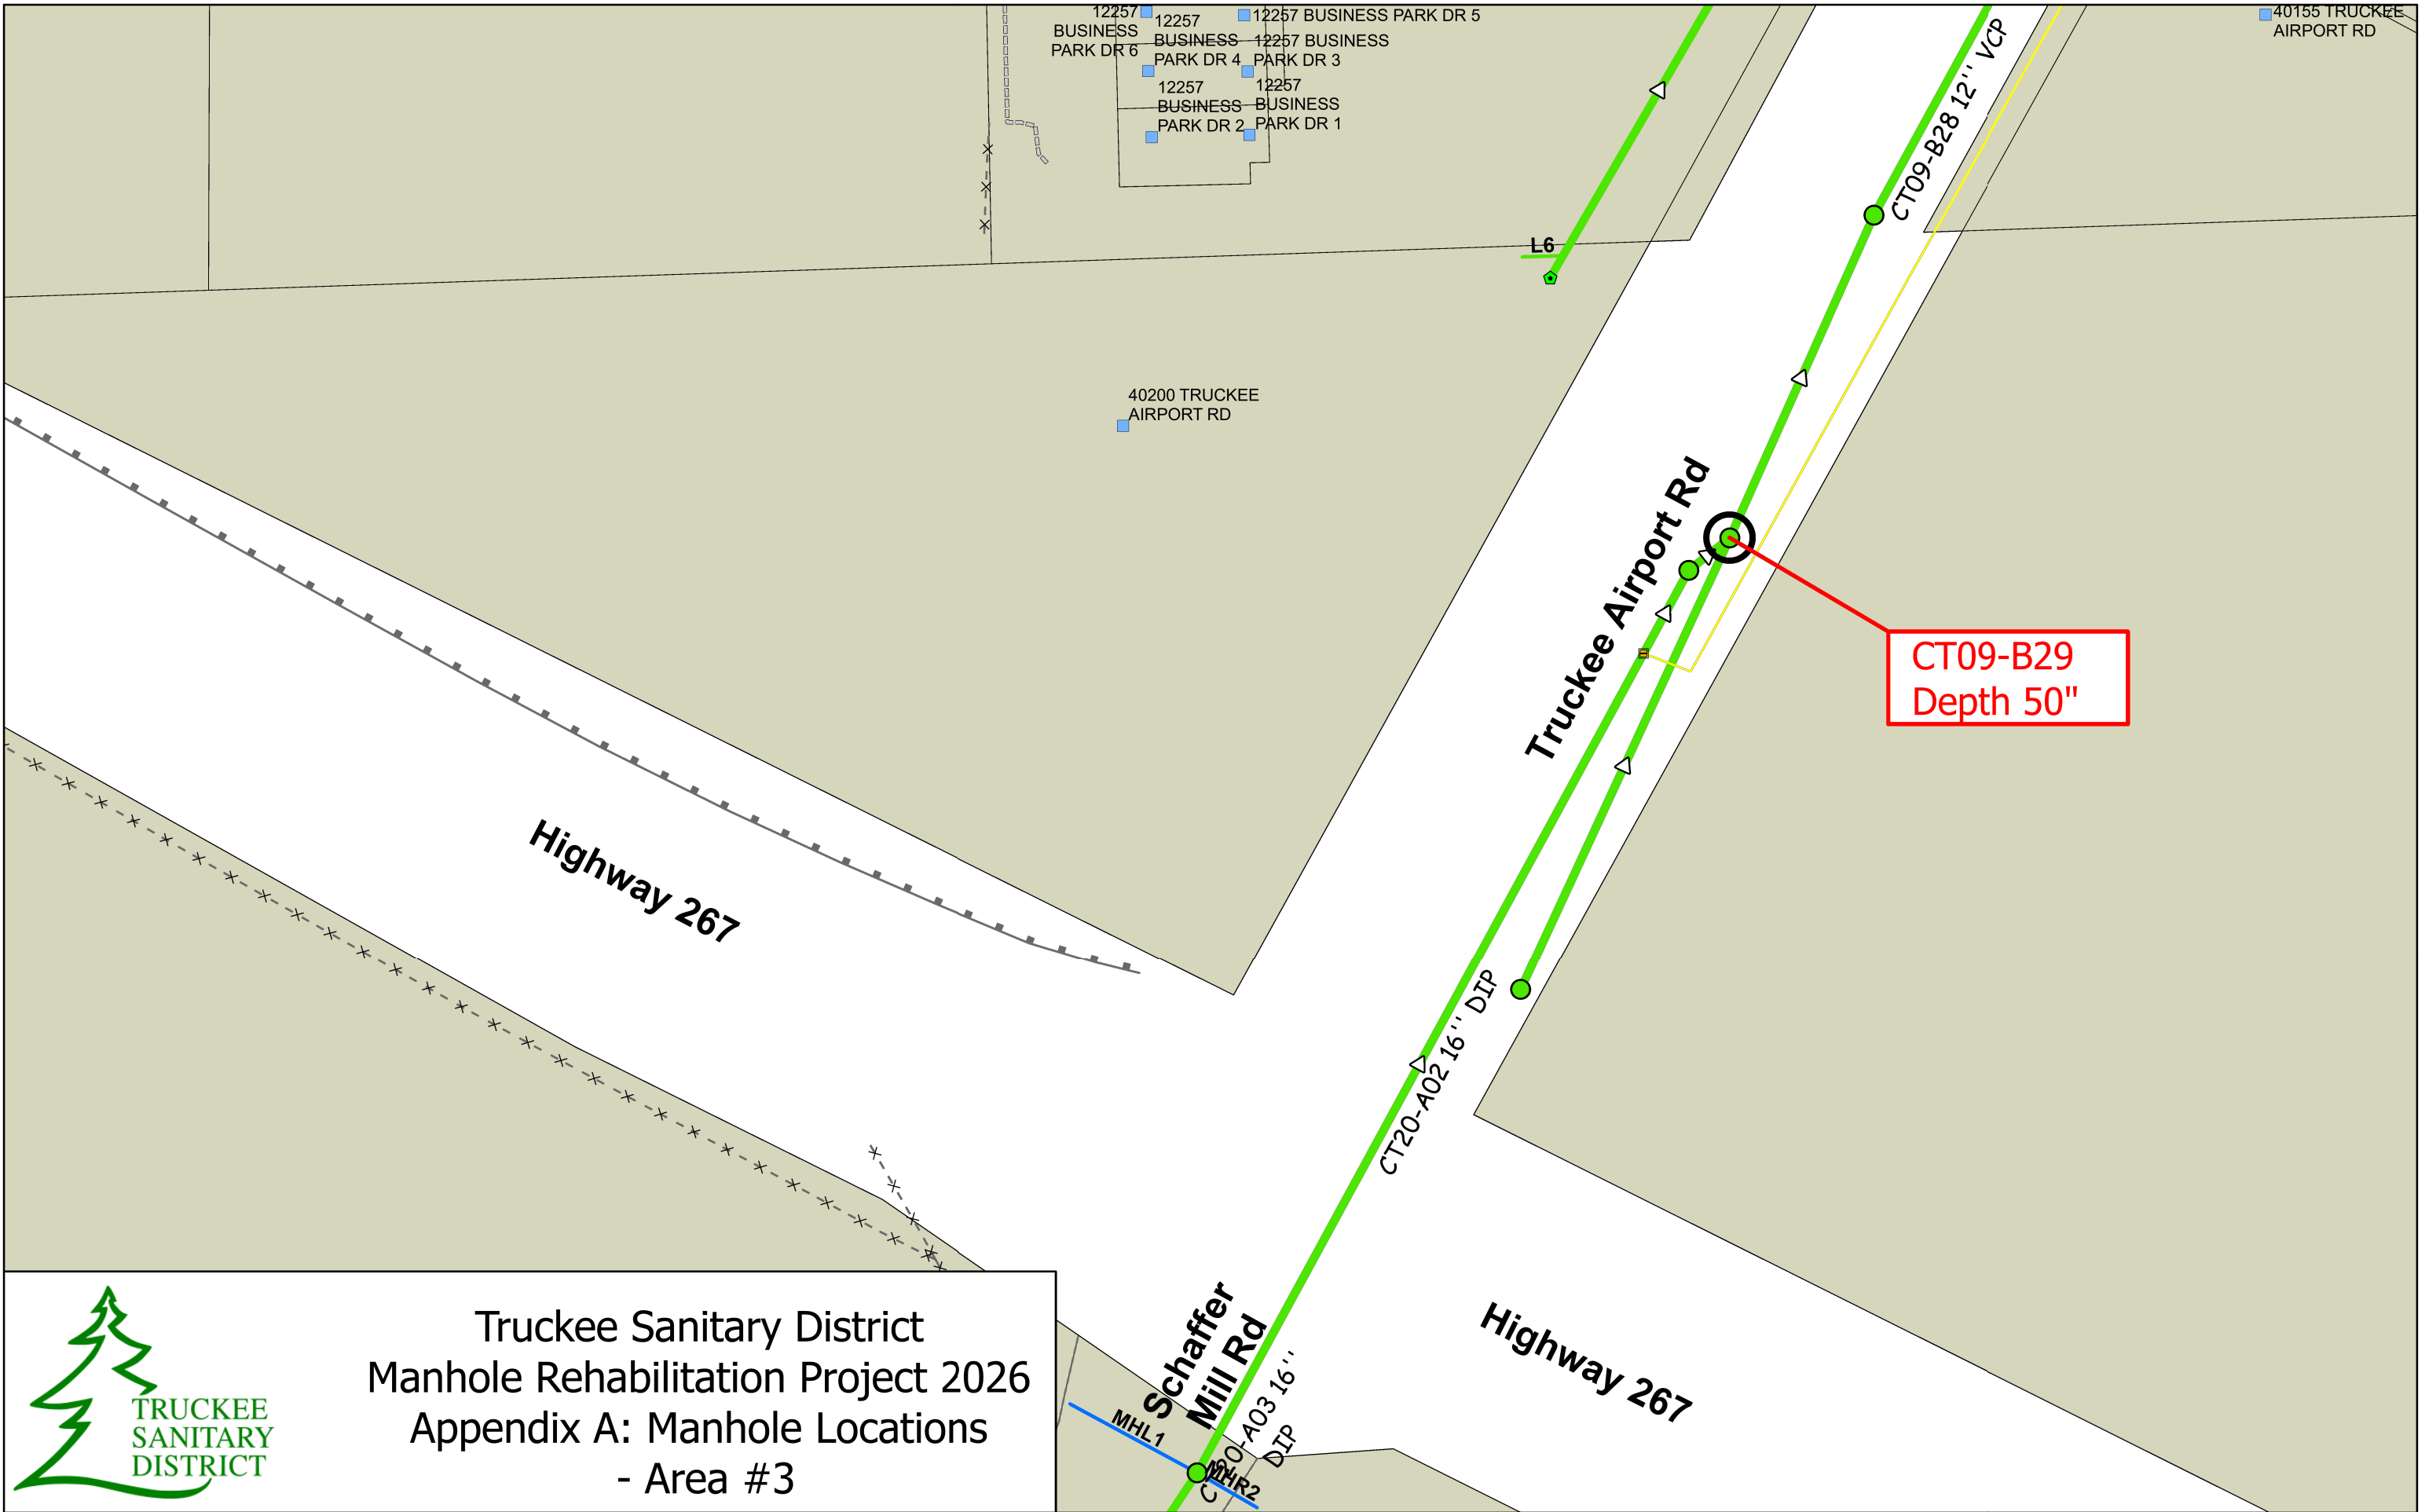 12257
BUSINESS
PARK DR 6
12257
BUSINESS
PARK DR 4
12257 BUSINESS PARK DR 5
12257 BUSINESS
PARK DR 3
12257
BUSINESS
PARK DR 2
12257
BUSINESS
PARK DR 1
40155 TRUCKEE
AIRPORT RD
CT09-B28 12'' VCP
L6
40200 TRUCKEE
AIRPORT RD
Truckee Airport Rd
CT09-B29
Depth 50"
Highway 267
CT20-A02 16'' DIP
Schaffer
Mill Rd
Highway 267
MHL1
MHR2
-A03 16''
DIP
TRUCKEE
SANITARY
DISTRICT
Truckee Sanitary District
Manhole Rehabilitation Project 2026
Appendix A: Manhole Locations
- Area #3